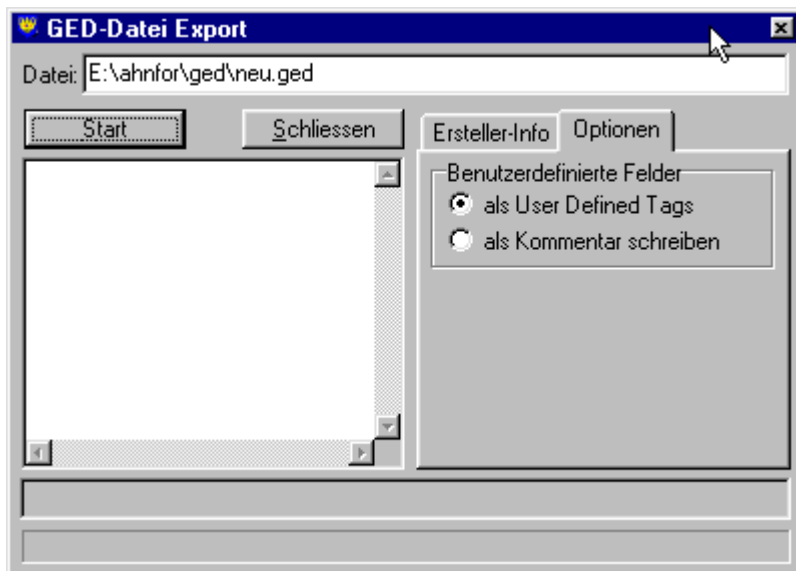 GED-Datei Export
Datei: E:\ahnfor\ged\neu.ged
Start
Schliessen
Ersteller-Info
Optionen
Benutzerdefinierte Felder
als User Defined Tags
als Kommentar schreiben